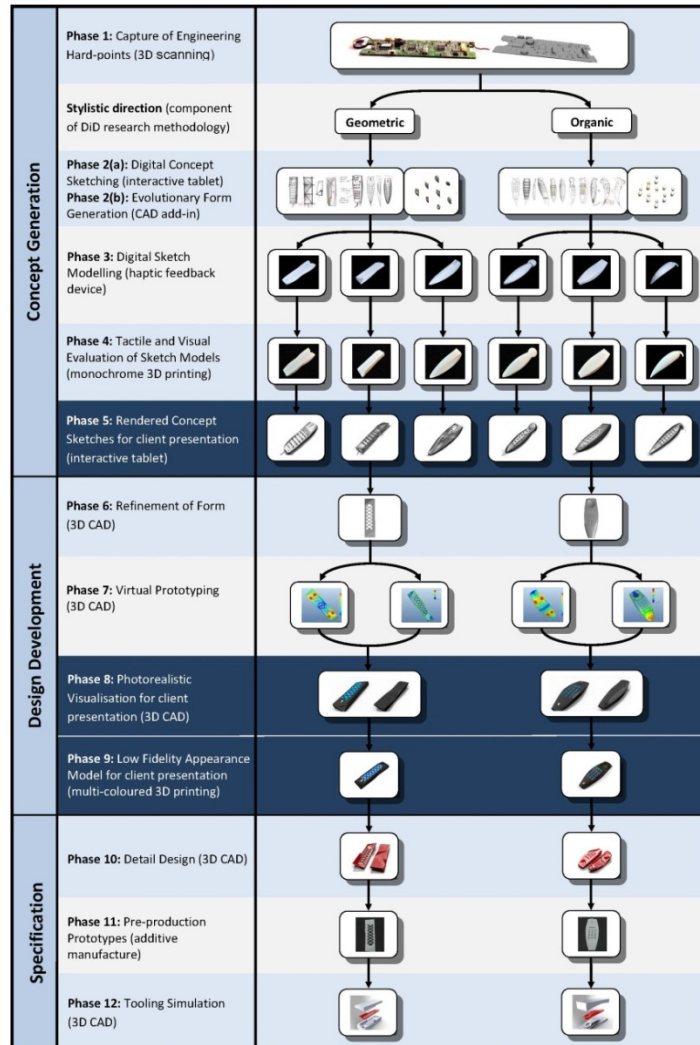 Concept Generation
Phase 1: Capture of Engineering
Hard-points (3D scanning)
Stylistic direction (component
of DiD research methodology)
Geometric
Organic
Phase 2(a): Digital Concept
Sketching (interactive tablet)
Phase 2(b): Evolutionary Form
Generation (CAD add-in)
Phase 3: Digital Sketch
Modelling (haptic feedback
device)
Phase 4: Tactile and Visual
Evaluation of Sketch Models
(monochrome 3D printing)
Phase 5: Rendered Concept
Sketches for client presentation
(interactive tablet)
Design Development
Phase 6: Refinement of Form
(3D CAD)
Phase 7: Virtual Prototyping
(3D CAD)
Phase 8: Photorealistic
Visualisation for client
presentation (3D CAD)
Phase 9: Low Fidelity Appearance
Model for client presentation
(multi-coloured 3D printing)
Specification
Phase 10: Detail Design (3D CAD)
Phase 11: Pre-production
Prototypes (additive
manufacture)
Phase 12: Tooling Simulation
(3D CAD)